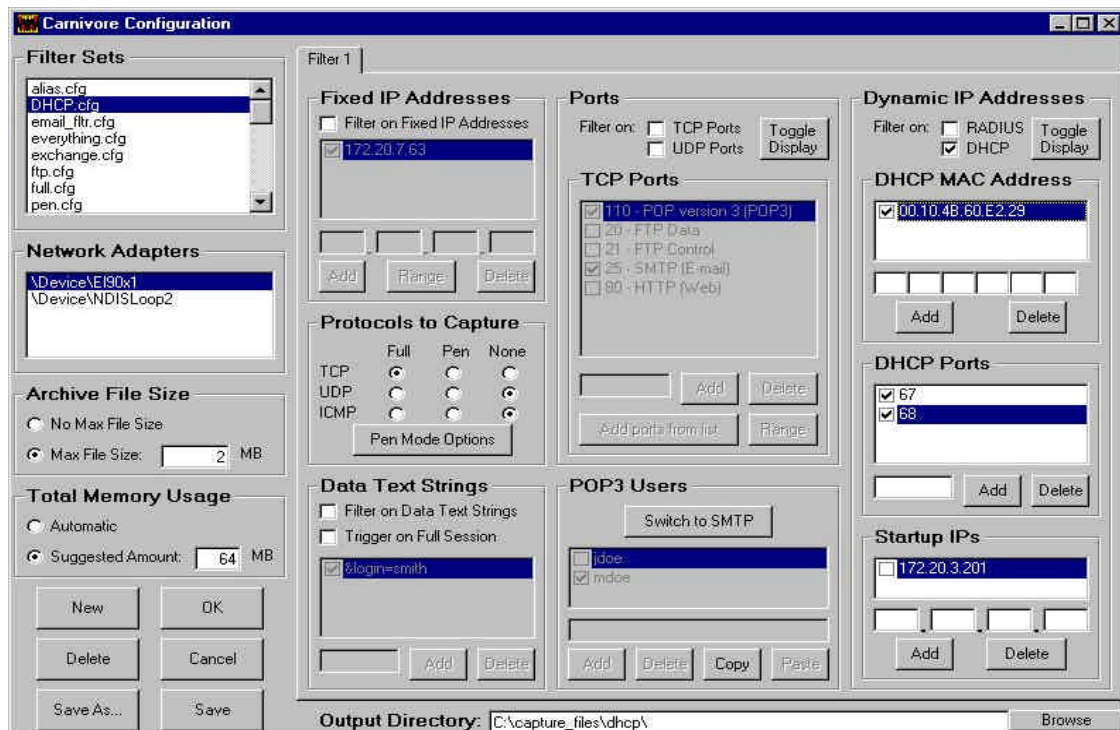 Carnivore Configuration
Filter Sets
alias.cfg
DHCP.cfg
email_fltr.cfg
everything.cfg
exchange.cfg
ftp.cfg
full.cfg
pen.cfg
Network Adapters
\Device\El90x1
\Device\NDISLoop2
Archive File Size
No Max File Size
Max File Size: 2 MB
Total Memory Usage
Automatic
Suggested Amount: 64 MB
New OK
Delete Cancel
Save As... Save
Filter 1
Fixed IP Addresses
Filter on Fixed IP Addresses
172.20.7.63
Add Range Delete
Protocols to Capture
Full Pen None
TCP
UDP
ICMP
Pen Mode Options
Data Text Strings
Filter on Data Text Strings
Trigger on Full Session
&login=smith
Add Delete
Ports
Filter on: TCP Ports
UDP Ports
Toggle
Display
TCP Ports
110 - POP version 3 (POP3)
20 - FTP Data
21 - FTP Control
25 - SMTP (E-mail)
80 - HTTP (Web)
Add Delete
Add ports from list Range
POP3 Users
Switch to SMTP
jdoe
mdoe
Add Delete Copy Paste
Dynamic IP Addresses
Filter on: RADIUS
DHCP
Toggle
Display
DHCP MAC Address
00.10.4B.60.E2.29
Add Delete
DHCP Ports
67
68
Add Delete
Startup IPs
172.20.3.201
Add Delete
Output Directory: C:\capture_files\dhcp\ Browse